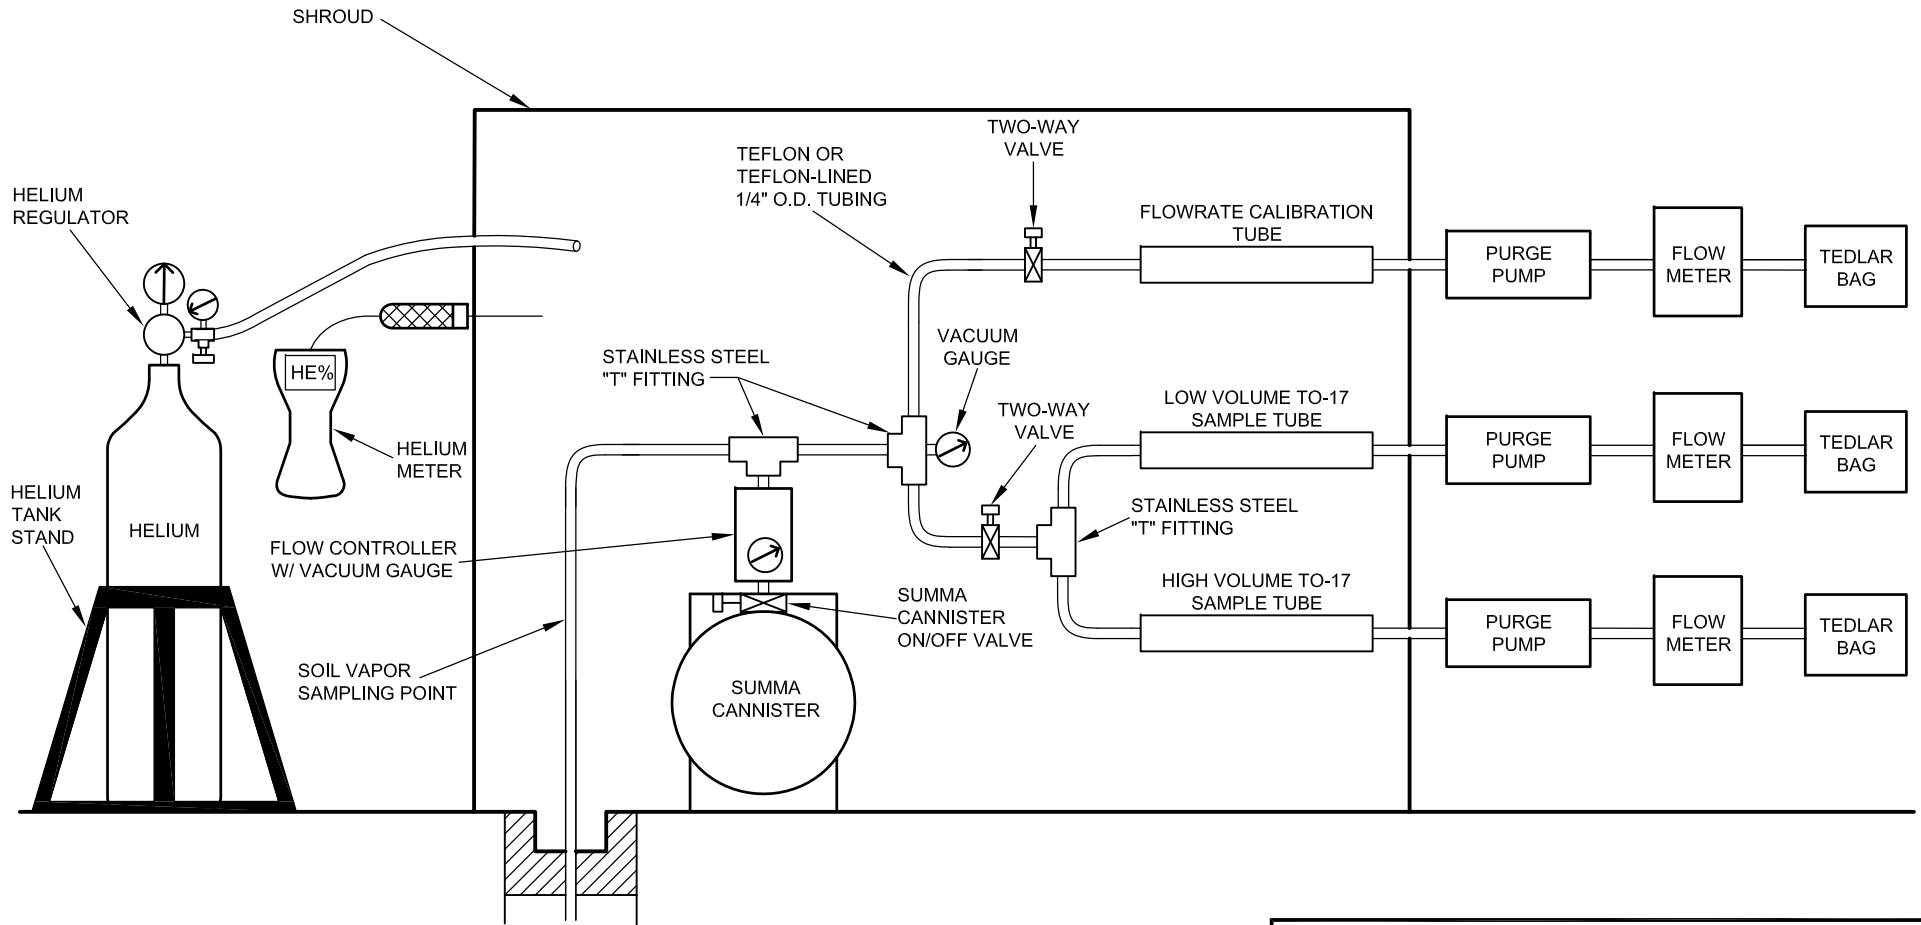 SHROUD
HELIUM
REGULATOR
TEFLON OR
TEFLON-LINED
1/4" O.D. TUBING
TWO-WAY
VALVE
FLOWRATE CALIBRATION
TUBE
PURGE
PUMP
FLOW
METER
TEDLAR
BAG
HE%
HELIUM
METER
STAINLESS STEEL
"T" FITTING
VACUUM
GAUGE
TWO-WAY
VALVE
LOW VOLUME TO-17
SAMPLE TUBE
PURGE
PUMP
FLOW
METER
TEDLAR
BAG
HELIUM
TANK
STAND
HELIUM
FLOW CONTROLLER
W/ VACUUM GAUGE
STAINLESS STEEL
"T" FITTING
SUMMA
CANNISTER
ON/OFF VALVE
HIGH VOLUME TO-17
SAMPLE TUBE
PURGE
PUMP
FLOW
METER
TEDLAR
BAG
SOIL VAPOR
SAMPLING POINT
SUMMA
CANNISTER